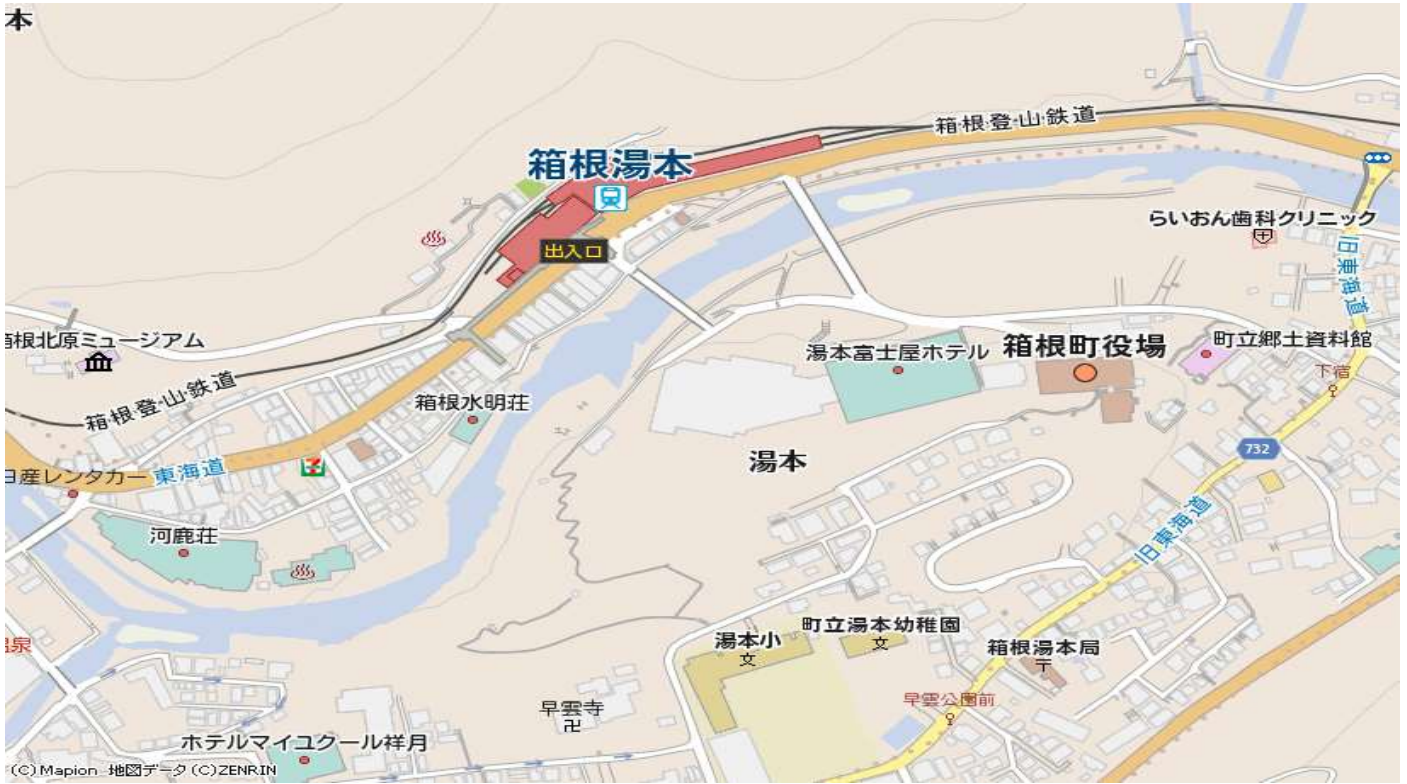 本
箱根登山鉄道
箱根湯本
らいおん歯科クリニック
出入口
旧東海道
根北原ミュージアム
湯本富士屋ホテル
箱根町役場
町立郷土資料館
下宿
箱根登山鉄道
箱根水明荘
732
湯本
東海道
日産レンタカー
旧東海道
河鹿荘
町立湯本幼稚園
湯本小
文
文
箱根湯本局
〒
温泉
早雲公園前
早雲寺
卍
ホテルマイユクール祥月
(C)Mapion 地図データ(C)ZENRIN